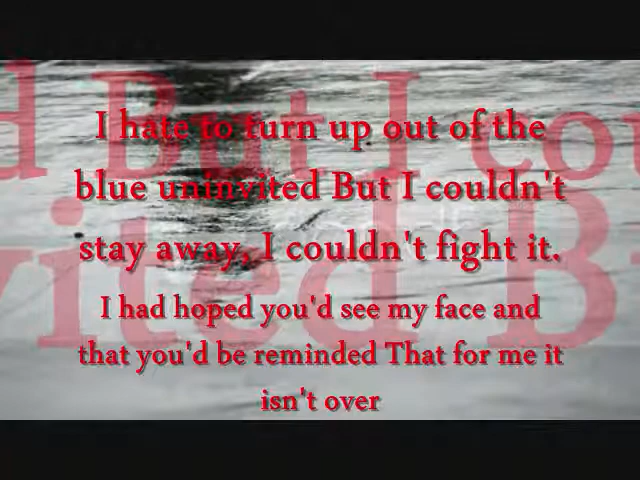 I hate to turn up out of the
blue uninvited But I couldn't
stay away, I couldn't fight it.
I had hoped you'd see my face and
that you'd be reminded That for me it
isn't over